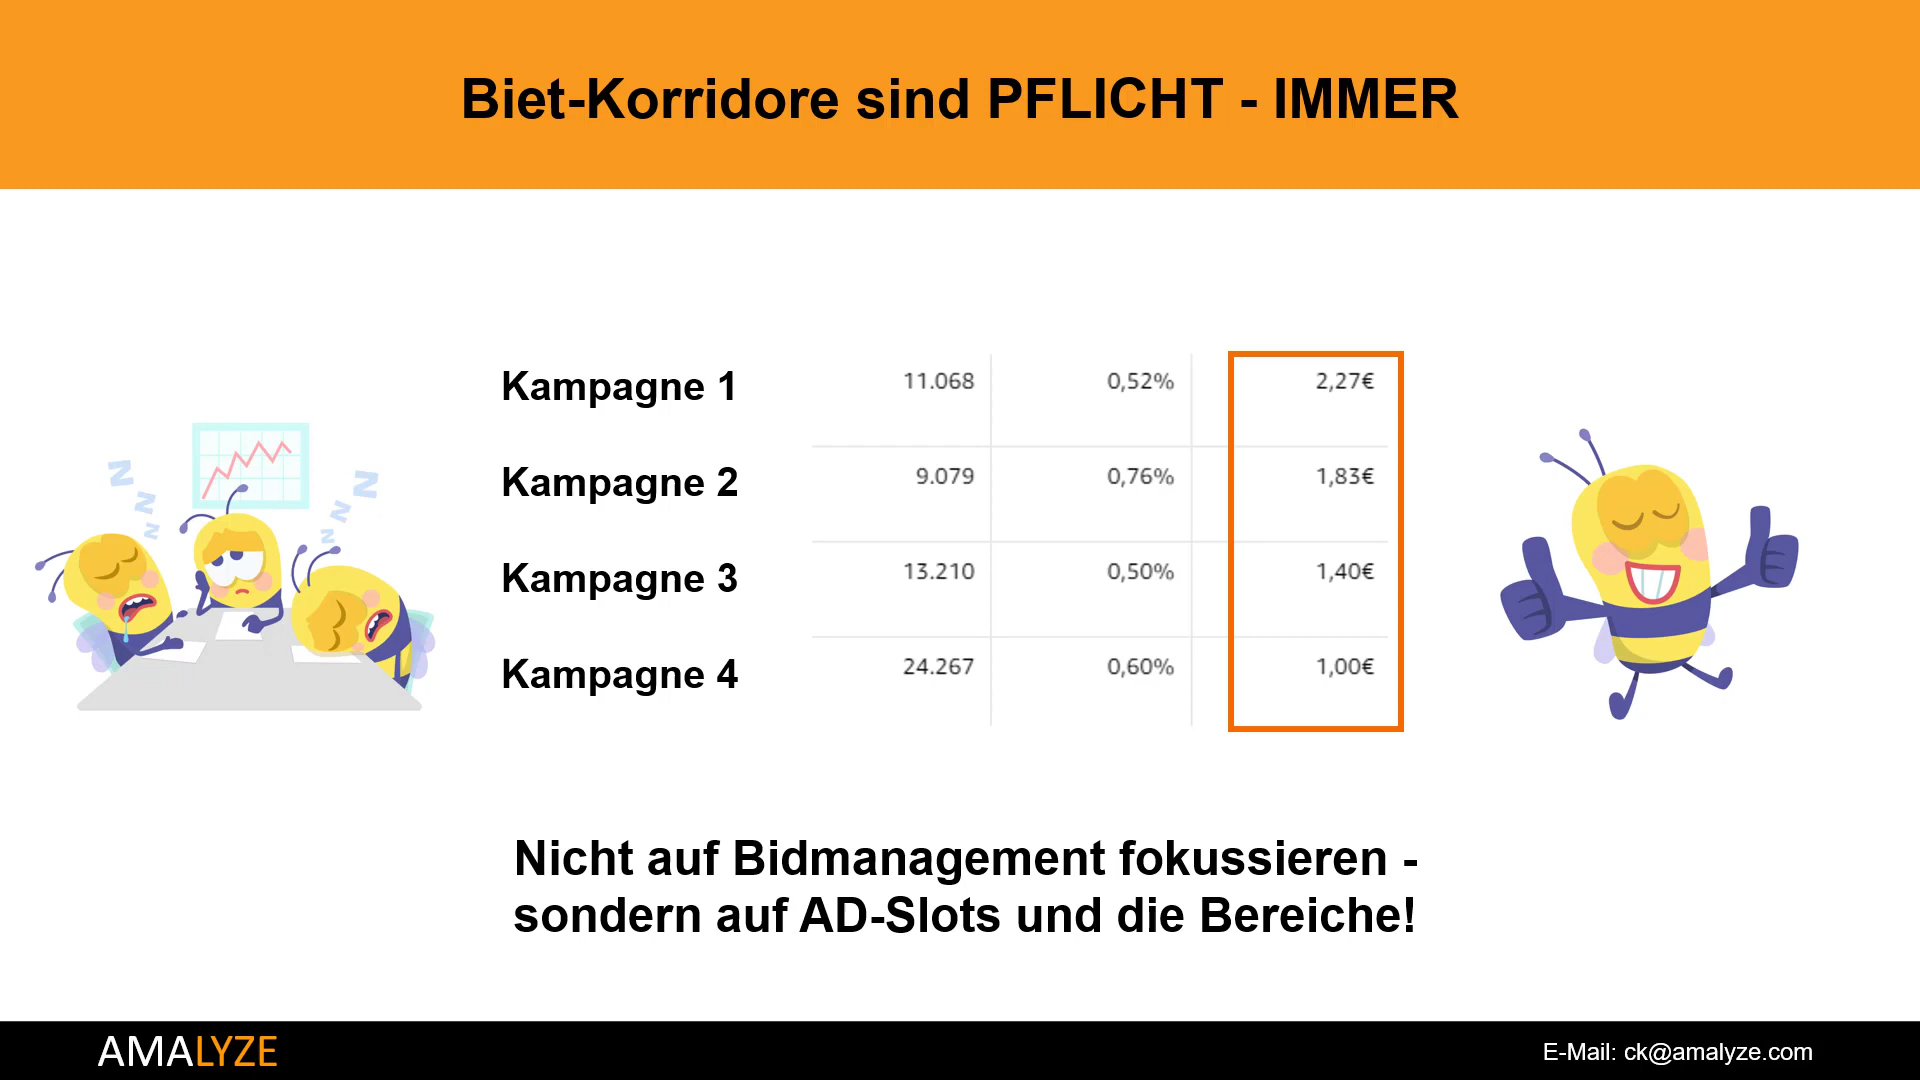 Biet-Korridore sind PFLICHT - IMMER
Kampagne 1 11.068 0,52% 2,27€
Kampagne 2 9.079 0,76% 1,83€
Kampagne 3 13.210 0,50% 1,40€
Kampagne 4 24.267 0,60% 1,00€
Z Z Z Z Z Z
Nicht auf Bidmanagement fokussieren -
sondern auf AD-Slots und die Bereiche!
AMALYZE
E-Mail: ck@amalyze.com